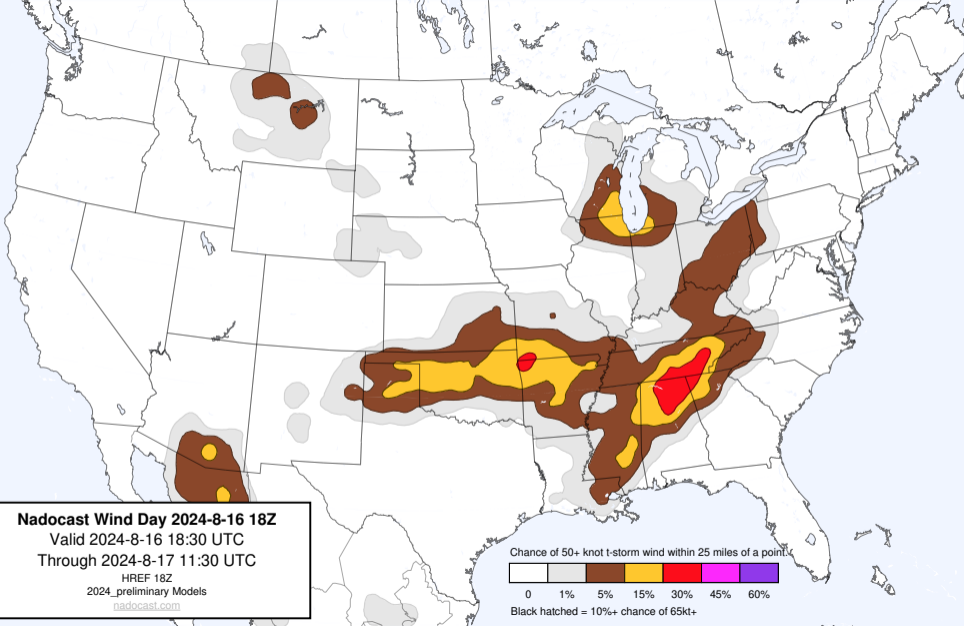 Nadocast Wind Day 2024-8-16 18Z
Valid 2024-8-16 18:30 UTC
Through 2024-8-17 11:30 UTC
HREF 18Z
2024_preliminary Models
nadocast.com
Chance of 50+ knot t-storm wind within 25 miles of a point.
0 1% 5% 15% 30% 45% 60%
Black hatched = 10%+ chance of 65kt+